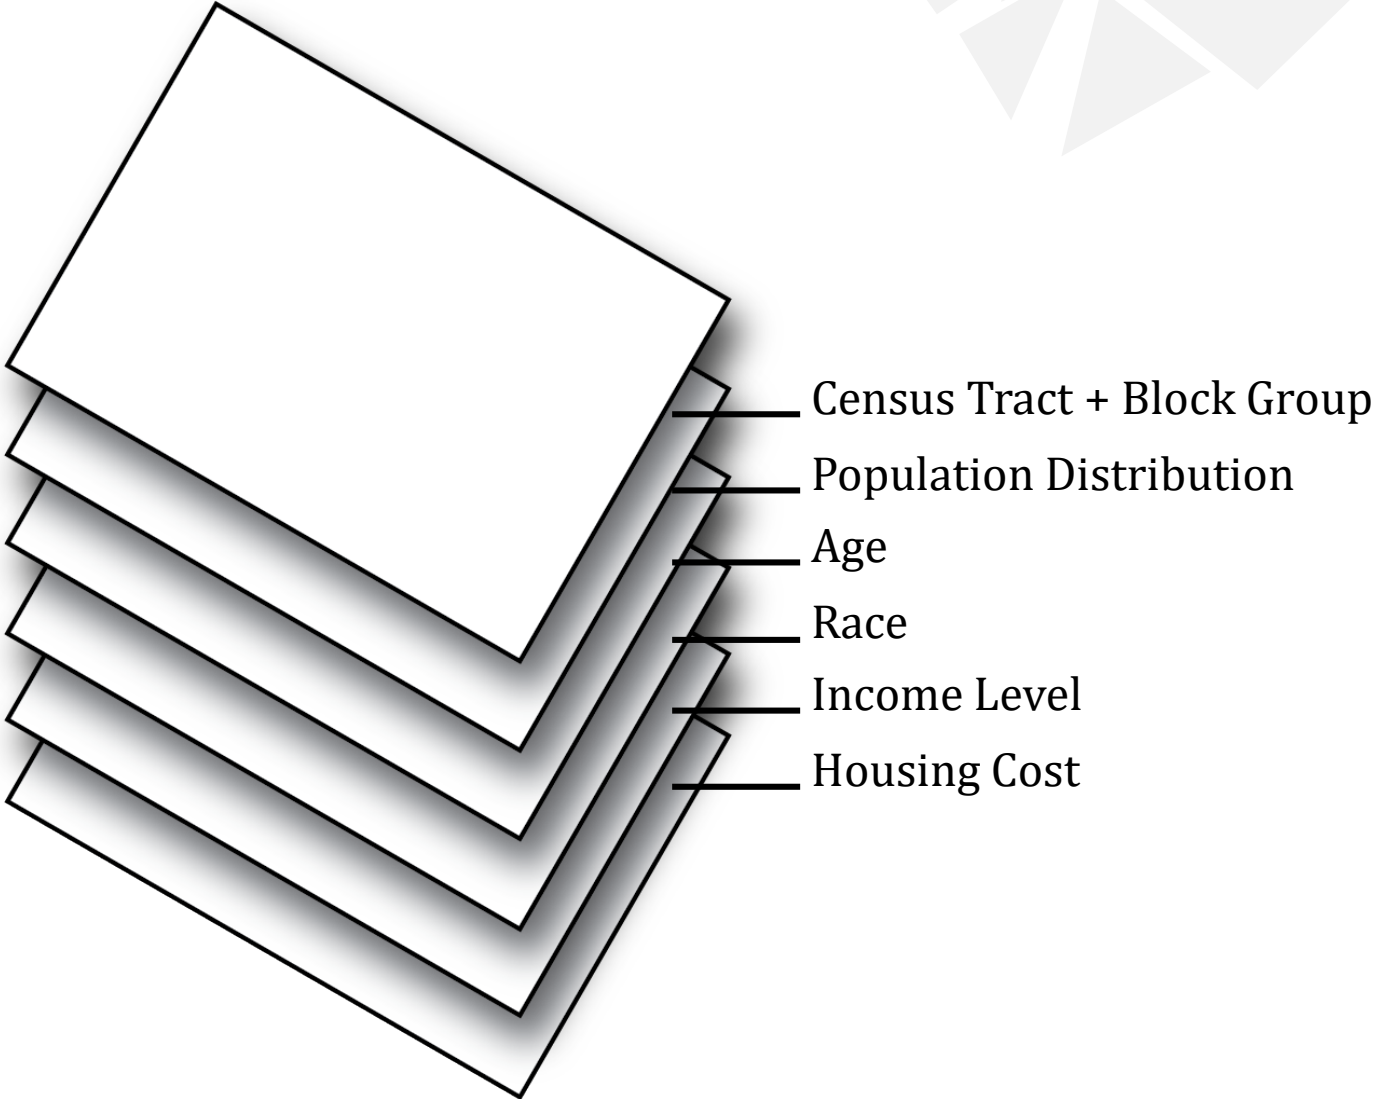 Census Tract + Block Group
Population Distribution
Age
Race
Income Level
Housing Cost